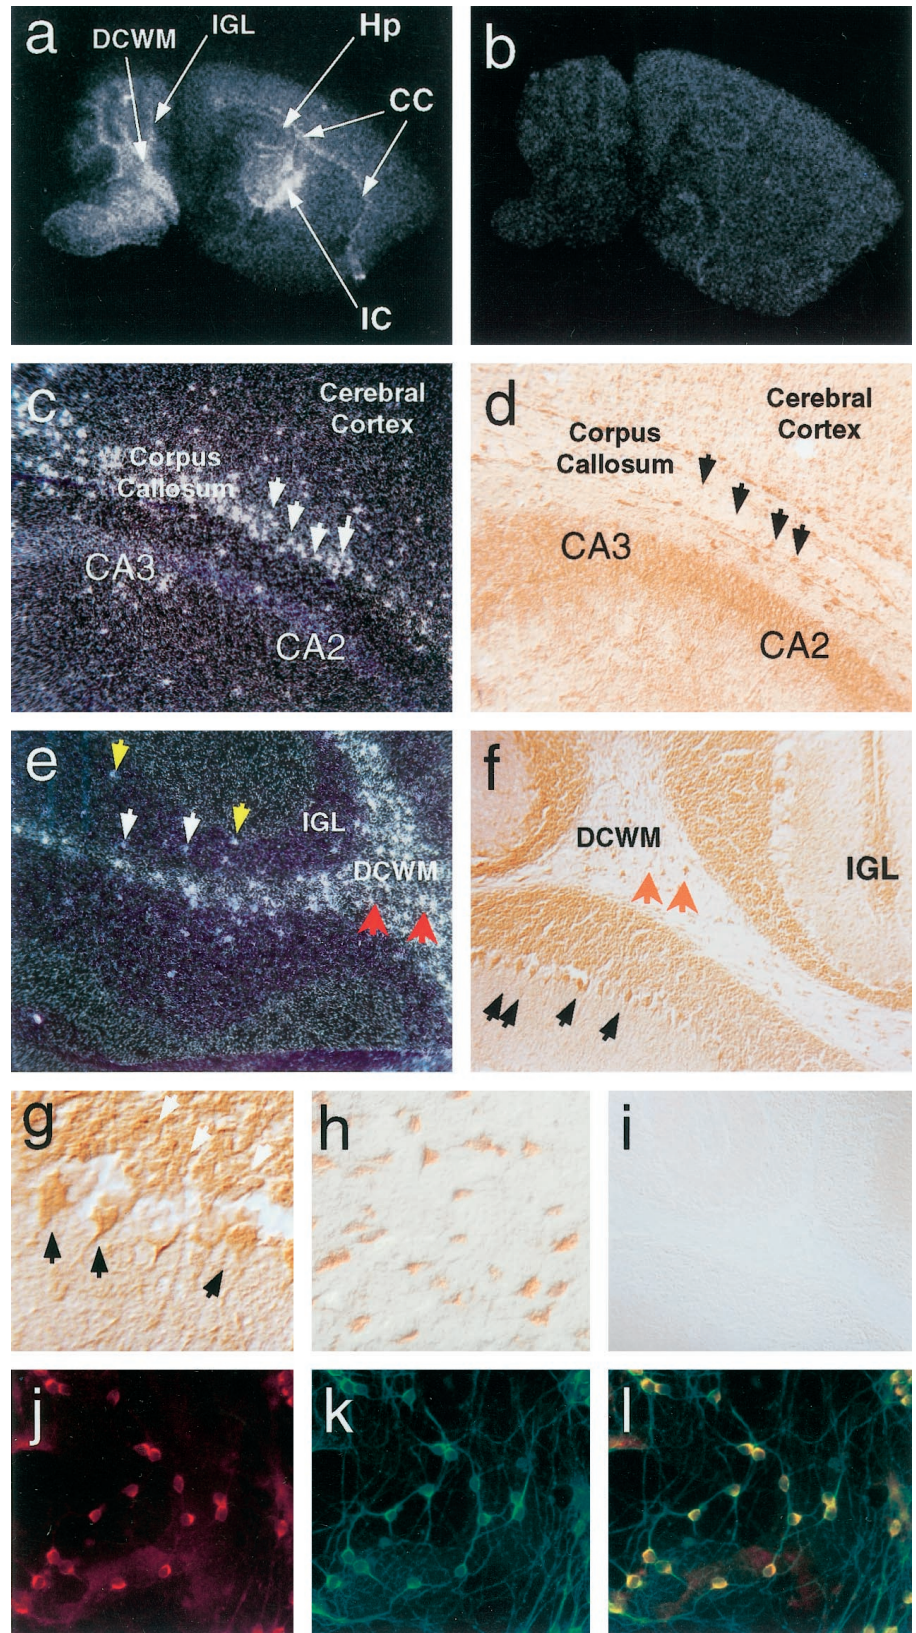 a
DCWM
IGL
Hp
CC
IC
b
c
Cerebral
Cortex
Corpus
Callosum
CA3
CA2
d
Cerebral
Cortex
Corpus
Callosum
CA3
CA2
e
IGL
DCWM
f
DCWM
IGL
g
h
i
j
k
l